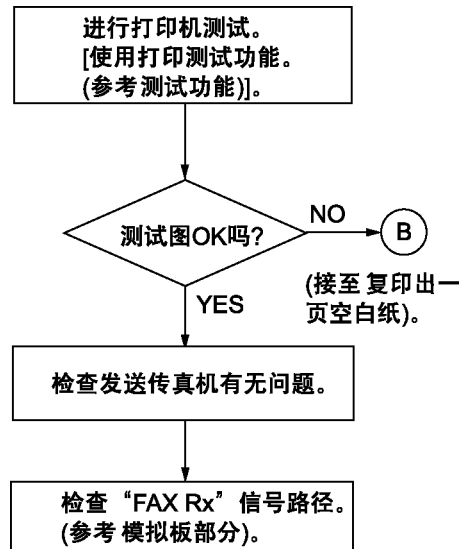 进行打印机测试。
[使用打印测试功能。
(参考测试功能)]。
测试图OK吗?
NO
B
(接至 复印出一
页空白纸)。
YES
检查发送传真机有无问题。
检查“FAX Rx”信号路径。
(参考 模拟板部分)。